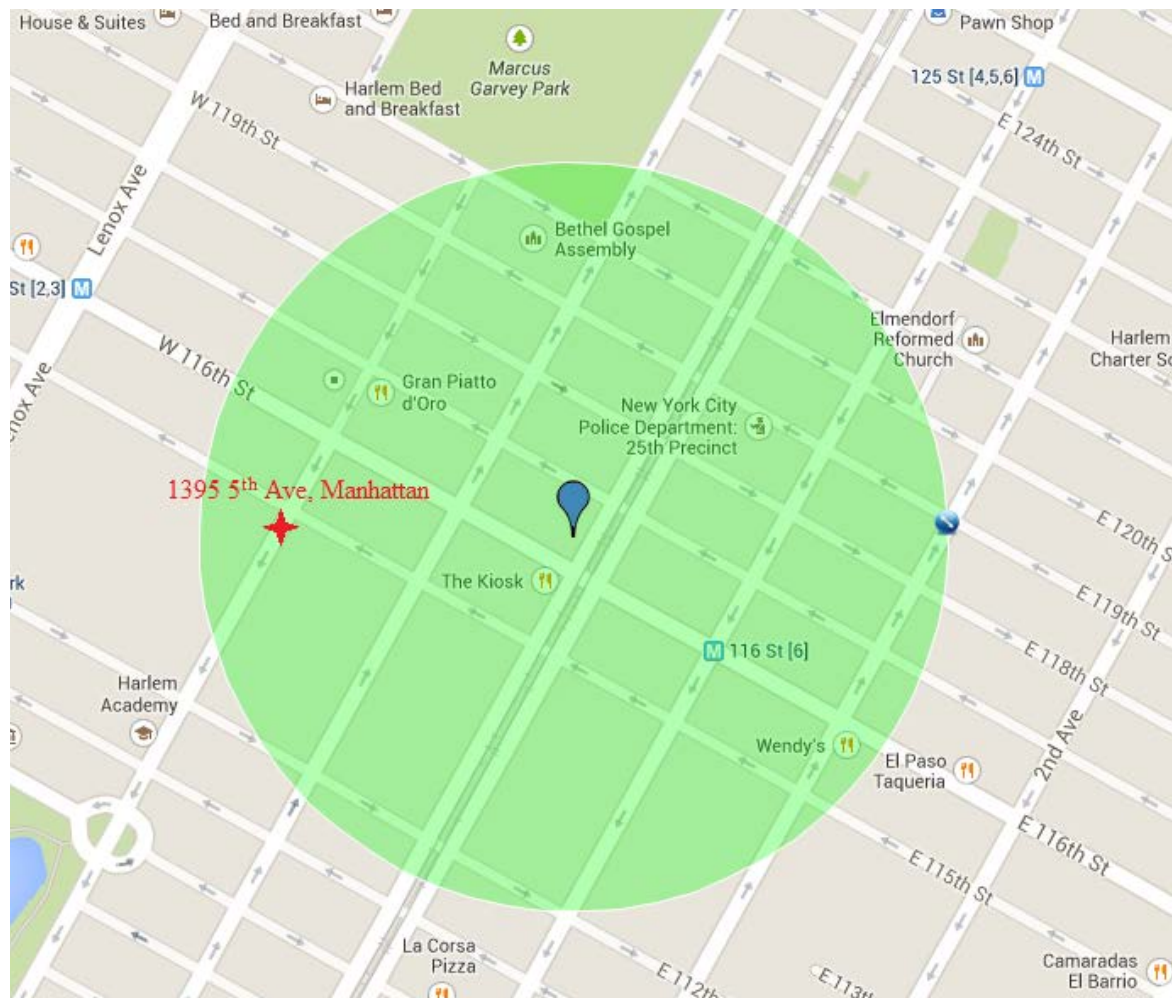 House & Suites
Bed and Breakfast
Pawn Shop
Marcus
Garvey Park
125 St [4,5,6] M
Harlem Bed
and Breakfast
W 119th St
E 124th St
Lenox Ave
Bethel Gospel
Assembly
St [2,3] M
Elmendorf
Reformed
Church
Harlem
Charter Sc
W 116th St
Gran Piatto
d'Oro
New York City
Police Department:
25th Precinct
nox Ave
1395 5th Ave, Manhattan
E 120th S
The Kiosk
rk
E 119th St
M 116 St [6]
E 118th St
Harlem
Academy
Wendy's
2nd Ave
El Paso
Taqueria
E 116th St
E 115th St
La Corsa
Pizza
E 112th
E 113th
Camaradas
El Barrio